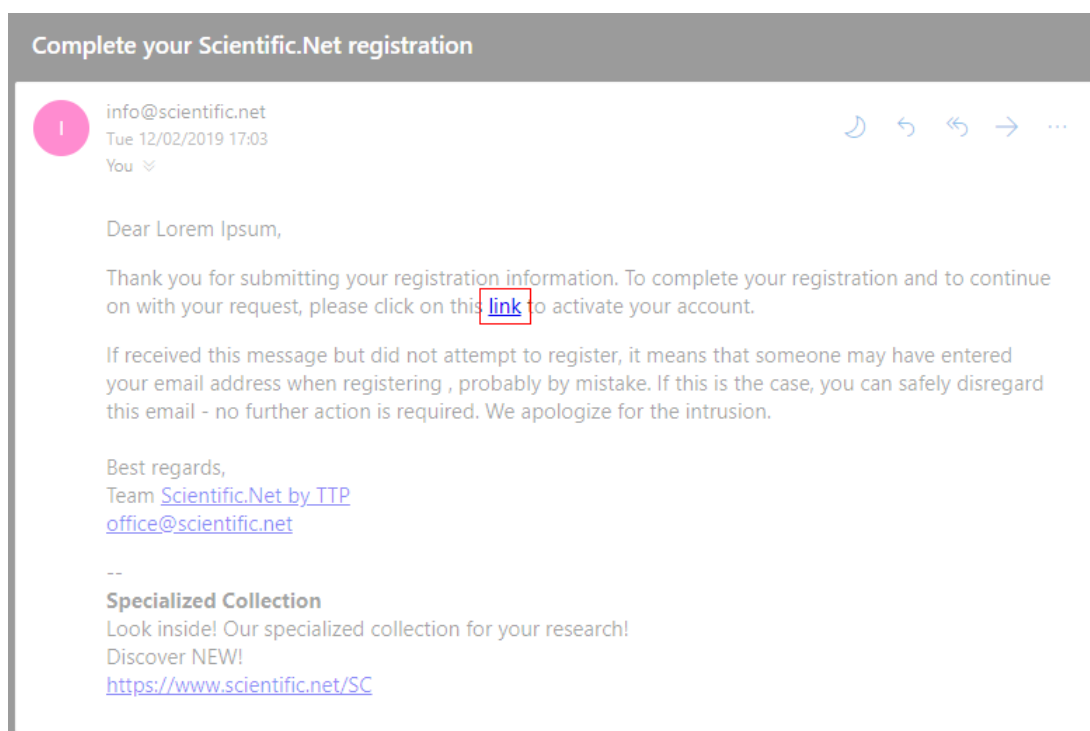 Complete your Scientific.Net registration
I
info@scientific.net
Tue 12/02/2019 17:03
You
Dear Lorem Ipsum,
Thank you for submitting your registration information. To complete your registration and to continue
on with your request, please click on this link to activate your account.
If received this message but did not attempt to register, it means that someone may have entered
your email address when registering , probably by mistake. If this is the case, you can safely disregard
this email - no further action is required. We apologize for the intrusion.
Best regards,
Team Scientific.Net by TTP
office@scientific.net
--
Specialized Collection
Look inside! Our specialized collection for your research!
Discover NEW!
https://www.scientific.net/SC